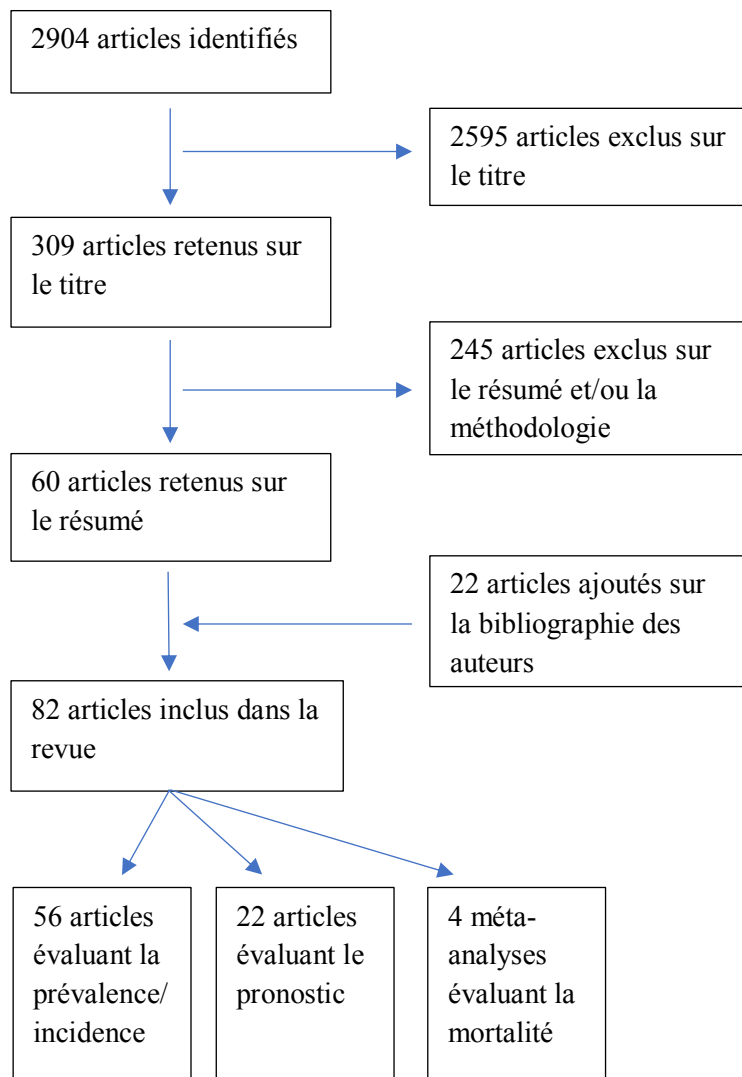 2904 articles identifiés
2595 articles exclus sur
le titre
309 articles retenus sur
le titre
245 articles exclus sur
le résumé et/ou la
méthodologie
60 articles retenus sur
le résumé
22 articles ajoutés sur
la bibliographie des
auteurs
82 articles inclus dans la
revue
56 articles
évaluant la
prévalence/
incidence
22 articles
évaluant le
pronostic
4 méta-
analyses
évaluant la
mortalité